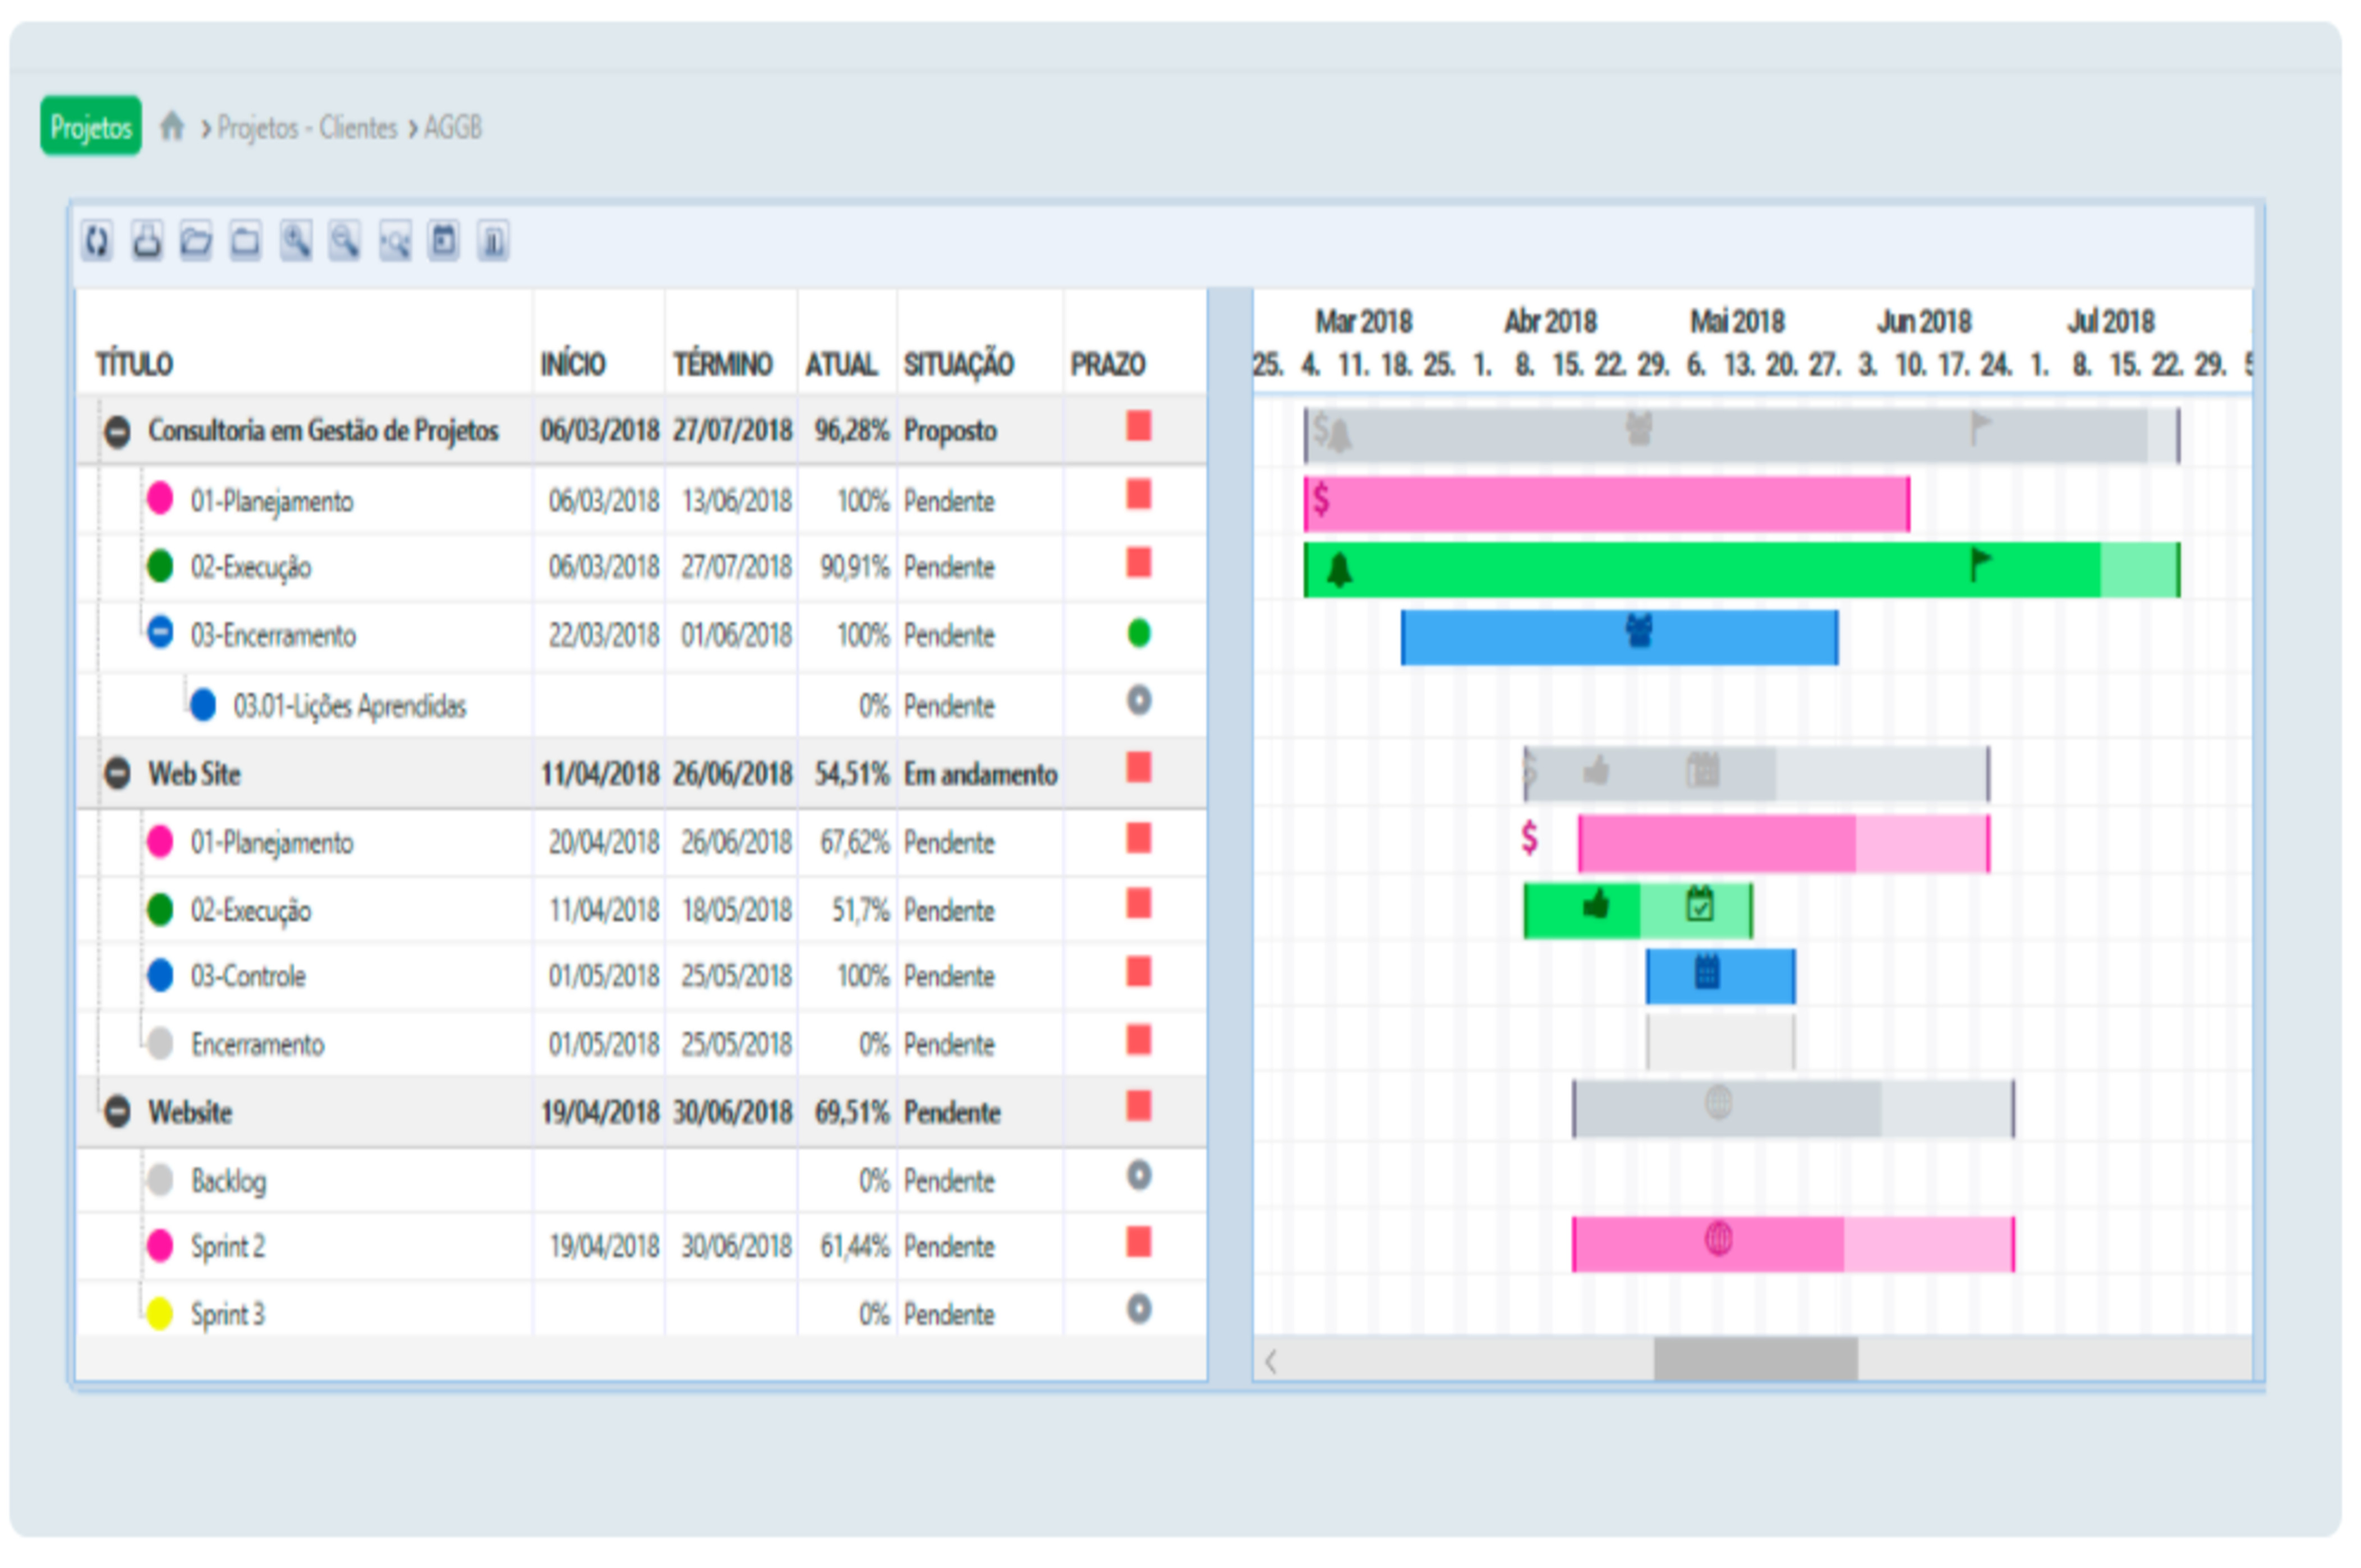 Projetos > Projetos - Clientes > AGGB
Mar 2018 Abr 2018 Mai 2018 Jun 2018 Jul 2018
TÍTULO INÍCIO TÉRMINO ATUAL SITUAÇÃO PRAZO 25. 4. 11. 18. 25. 1. 8. 15. 22. 29. 6. 13. 20. 27. 3. 10. 17. 24. 1. 8. 15. 22. 29. 5
Consultoria em Gestão de Projetos 06/03/2018 27/07/2018 96,28% Proposto $
01-Planejamento 06/03/2018 13/06/2018 100% Pendente $
02-Execução 06/03/2018 27/07/2018 90,91% Pendente
03-Encerramento 22/03/2018 01/06/2018 100% Pendente
03.01-Lições Aprendidas 0% Pendente
Web Site 11/04/2018 26/06/2018 54,51% Em andamento $
01-Planejamento 20/04/2018 26/06/2018 67,62% Pendente $
02-Execução 11/04/2018 18/05/2018 51,7% Pendente
03-Controle 01/05/2018 25/05/2018 100% Pendente
Encerramento 01/05/2018 25/05/2018 0% Pendente
Website 19/04/2018 30/06/2018 69,51% Pendente
Backlog 0% Pendente
Sprint 2 19/04/2018 30/06/2018 61,44% Pendente
Sprint 3 0% Pendente